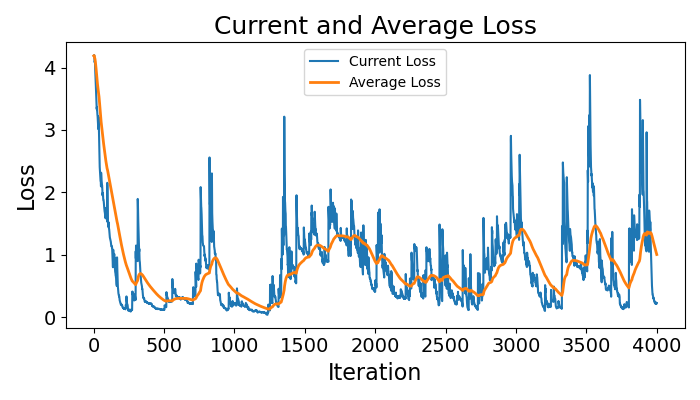 Current and Average Loss
Current Loss
Average Loss
Loss
4
3
2
1
0
0 500 1000 1500 2000 2500 3000 3500 4000
Iteration